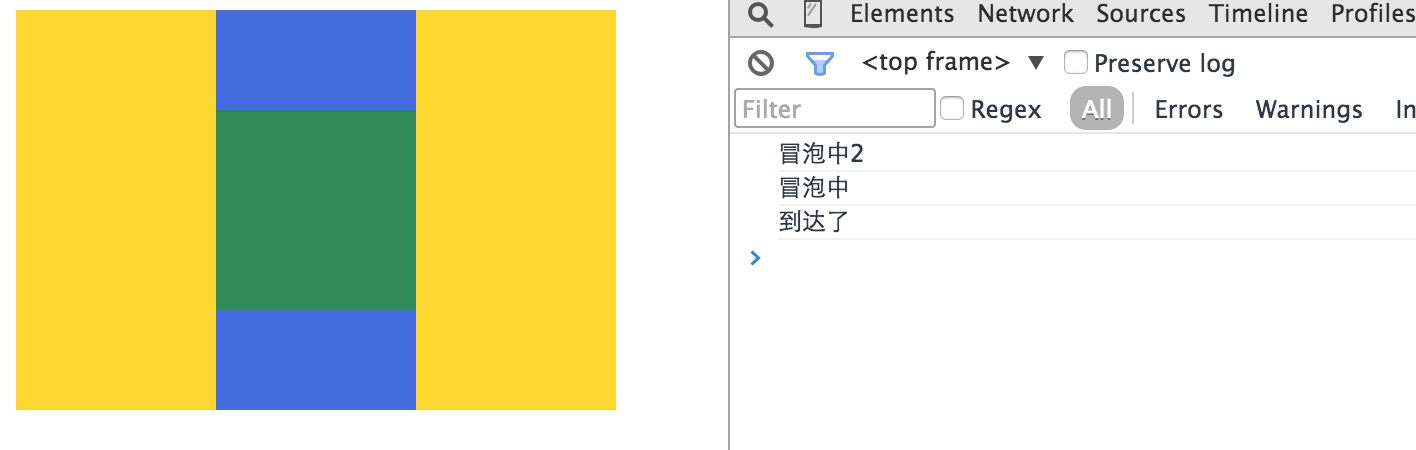 Elements Network Sources Timeline Profiles
<top frame> ▼ Preserve log
Filter Regex All Errors Warnings In
冒泡中2
冒泡中
到达了
>